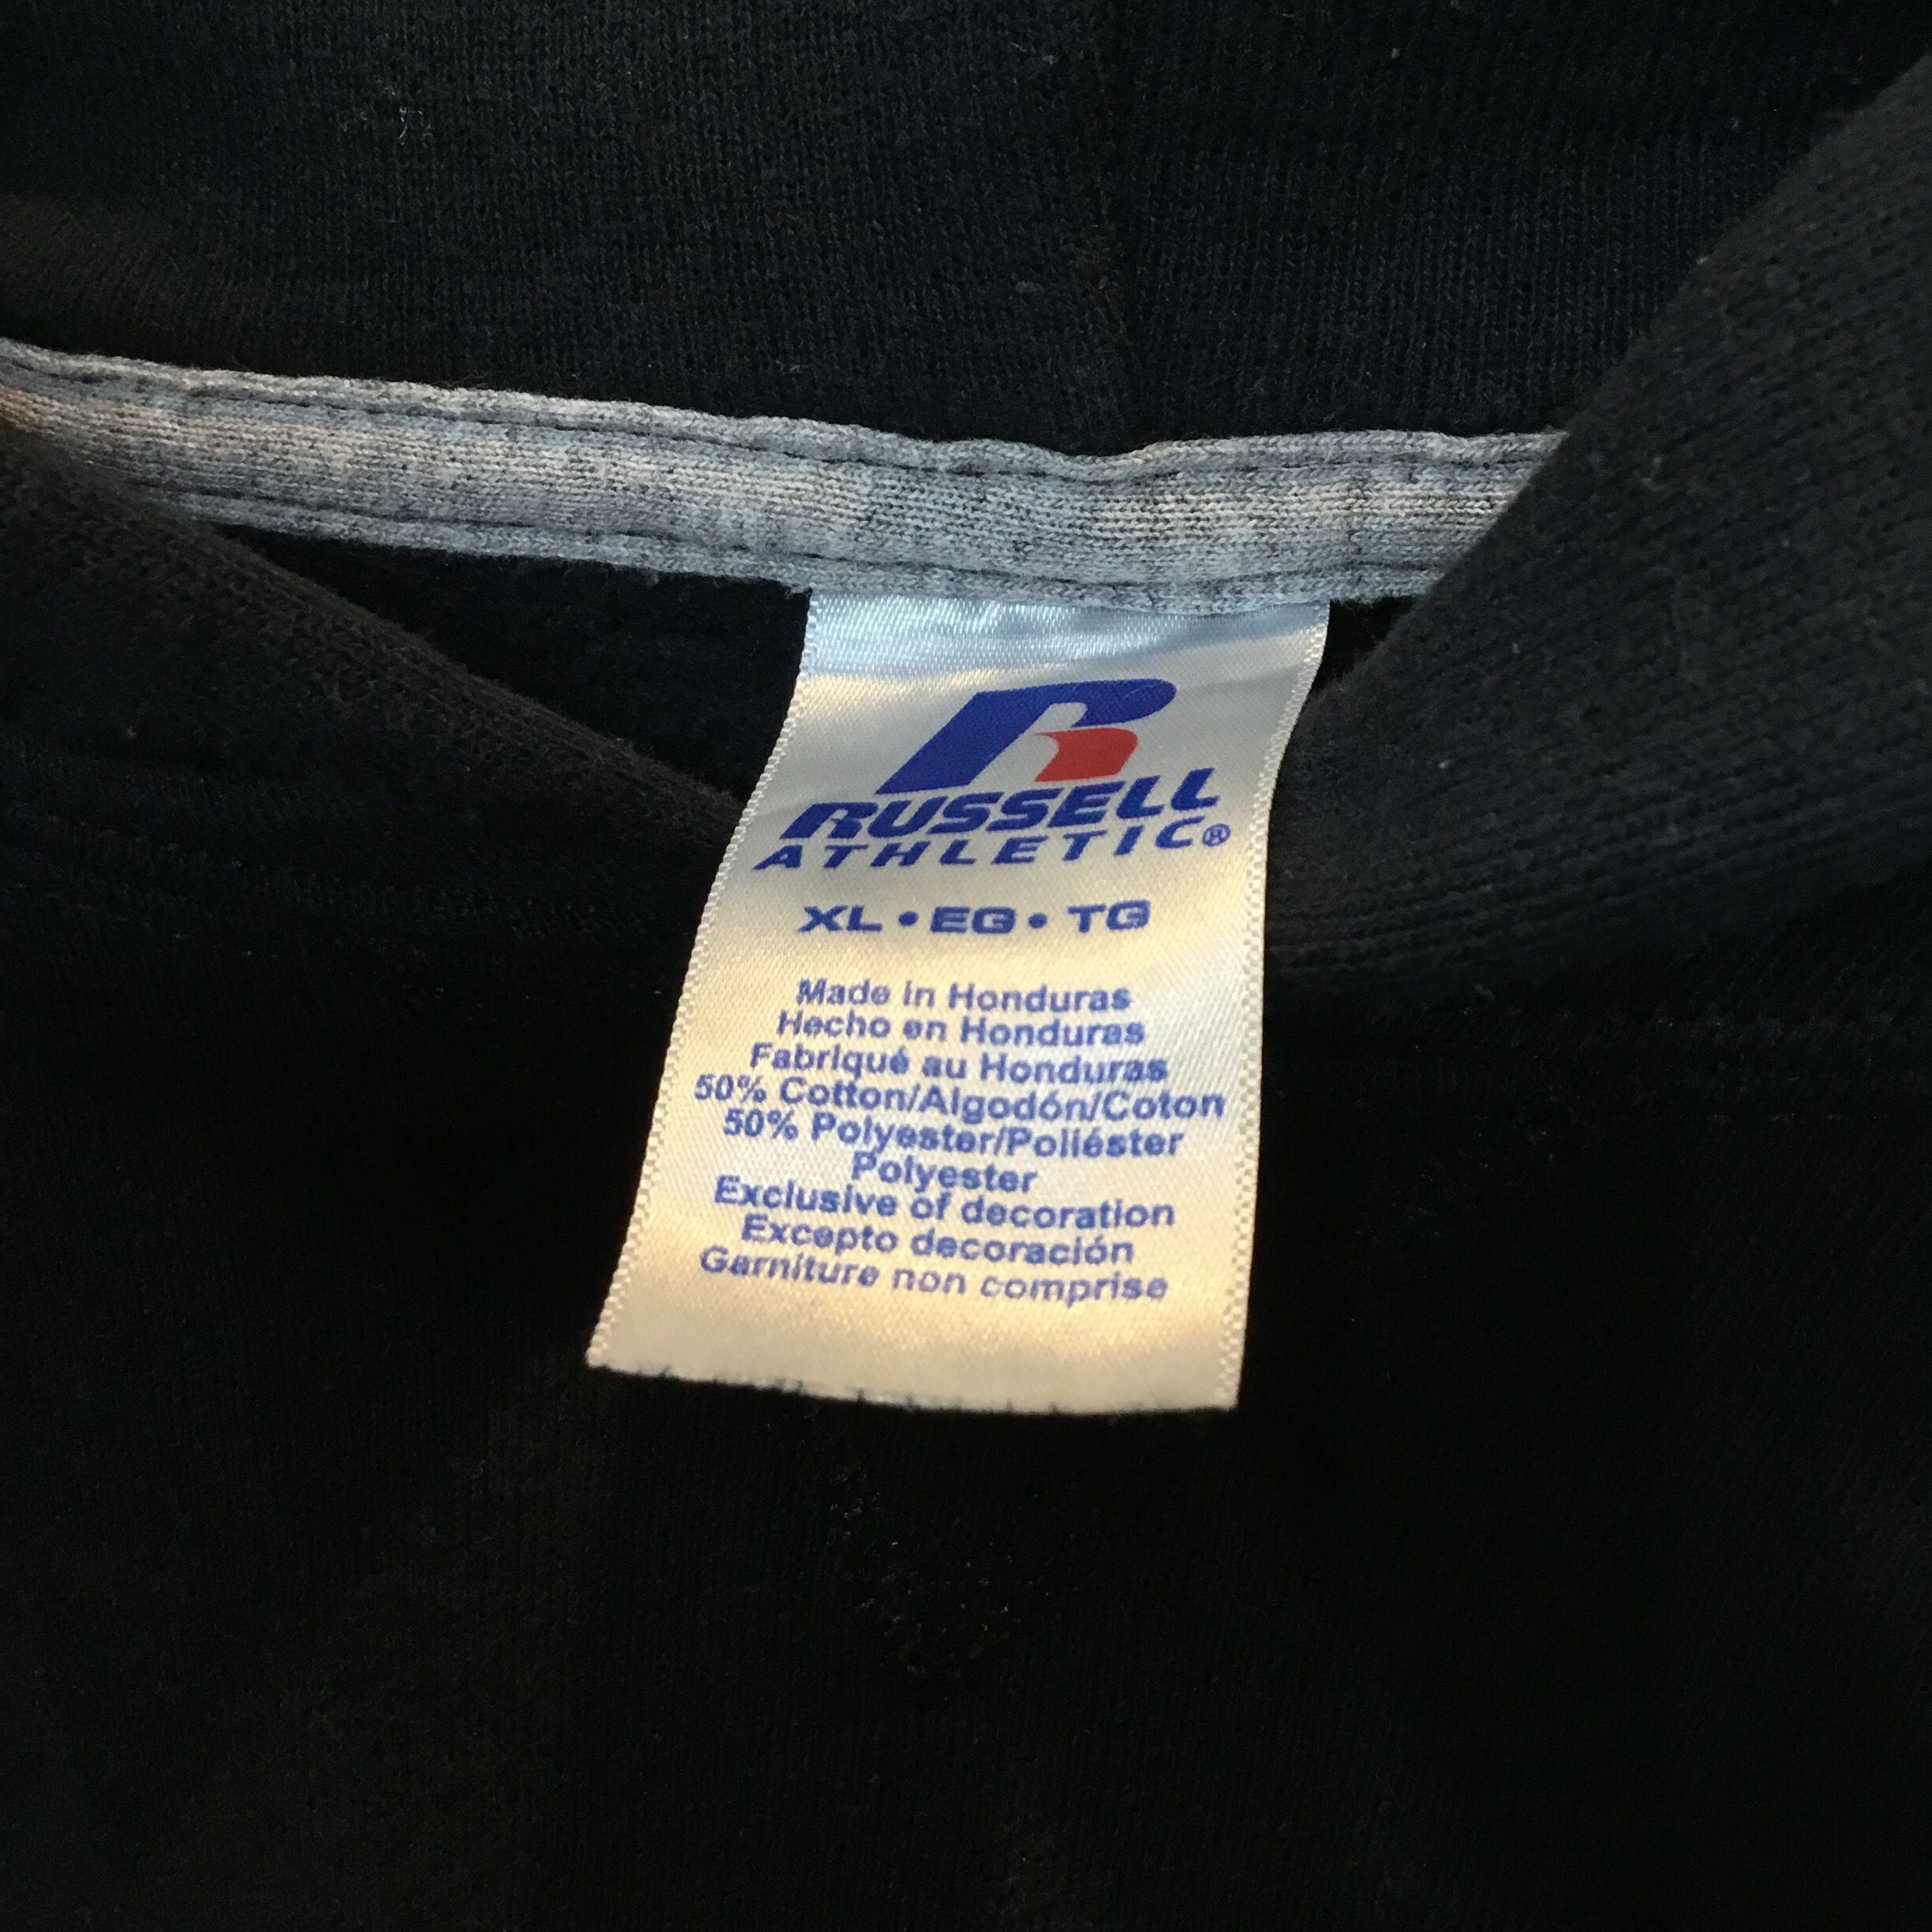 R
RUSSELL
ATHLETIC®
XL • EG • TG
Made in Honduras
Hecho en Honduras
Fabriqué au Honduras
50% Cotton/Algodón/Coton
50% Polyester/Poliéster
Polyester
Exclusive of decoration
Excepto decoración
Garniture non comprise